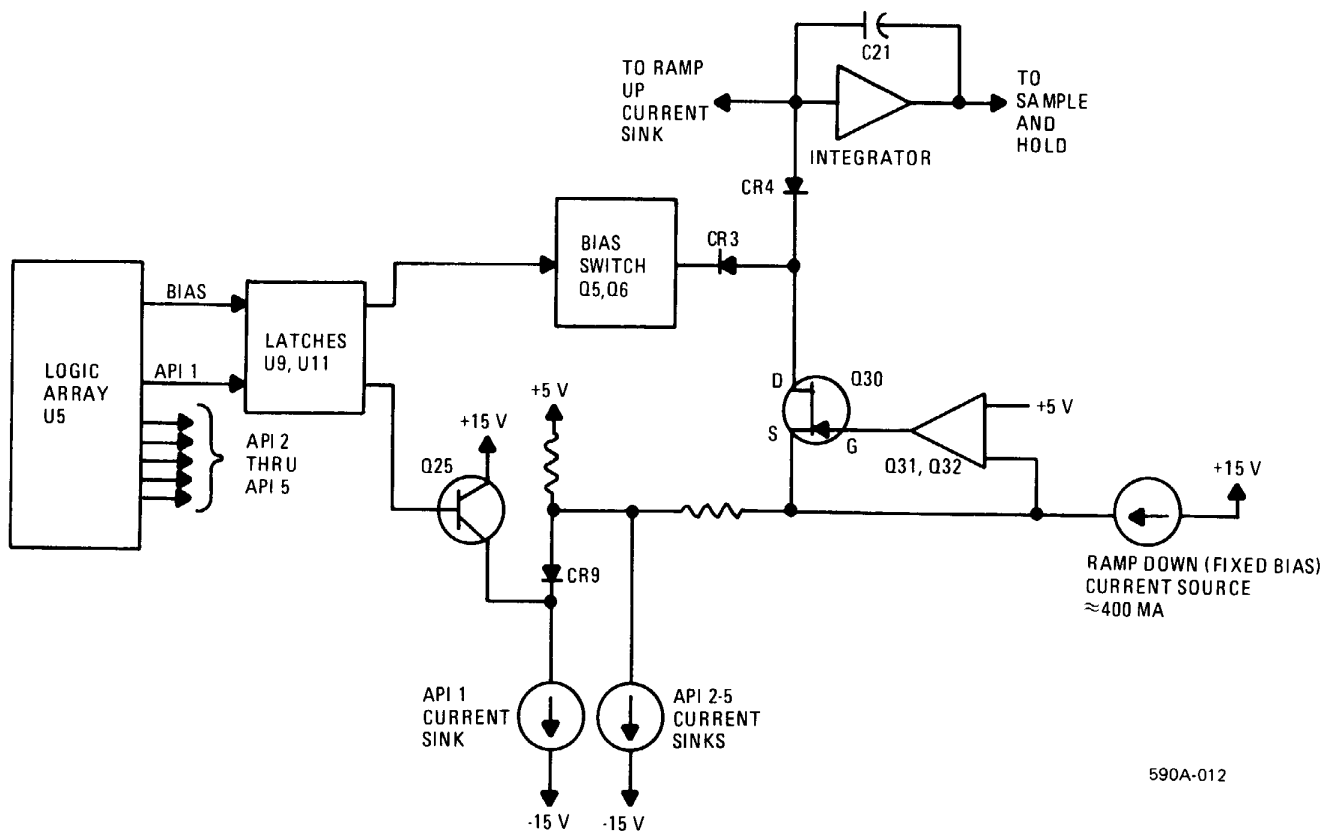 C21
TO RAMP
UP
CURRENT
SINK
TO
SAMPLE
AND
HOLD
INTEGRATOR
CR4
BIAS
SWITCH
Q5,Q6
CR3
LOGIC
ARRAY
U5
BIAS
API 1
LATCHES
U9, U11
API 2
THRU
API 5
+5 V
+15 V
Q25
D
Q30
S
G
+5 V
Q31, Q32
+15 V
CR9
RAMP DOWN (FIXED BIAS)
CURRENT SOURCE
≈400 MA
API 1
CURRENT
SINK
API 2-5
CURRENT
SINKS
-15 V
-15 V
590A-012